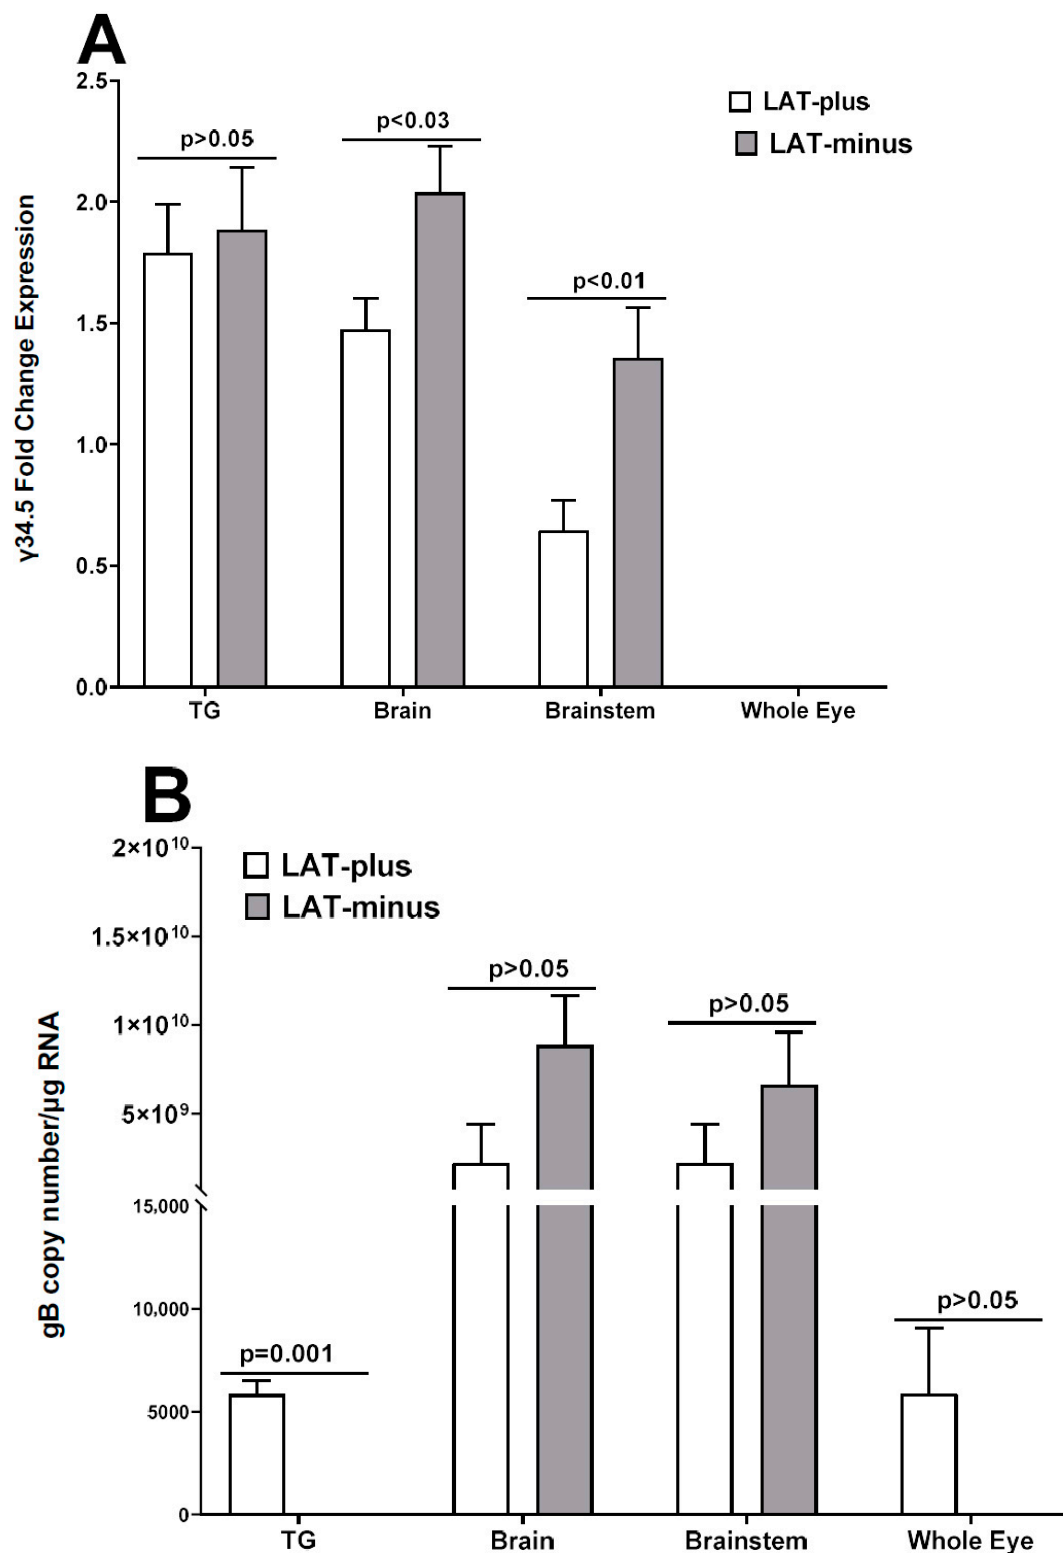 A
2.5
2.0
1.5
1.0
0.5
0.0
γ34.5 Fold Change Expression
LAT-plus
LAT-minus
p>0.05
p<0.03
p<0.01
TG
Brain
Brainstem
Whole Eye
B
2×10¹⁰
1.5×10¹⁰
1×10¹⁰
5×10⁹
15,000
10,000
5000
0
gB copy number/µg RNA
LAT-plus
LAT-minus
p=0.001
p>0.05
p>0.05
p>0.05
TG
Brain
Brainstem
Whole Eye